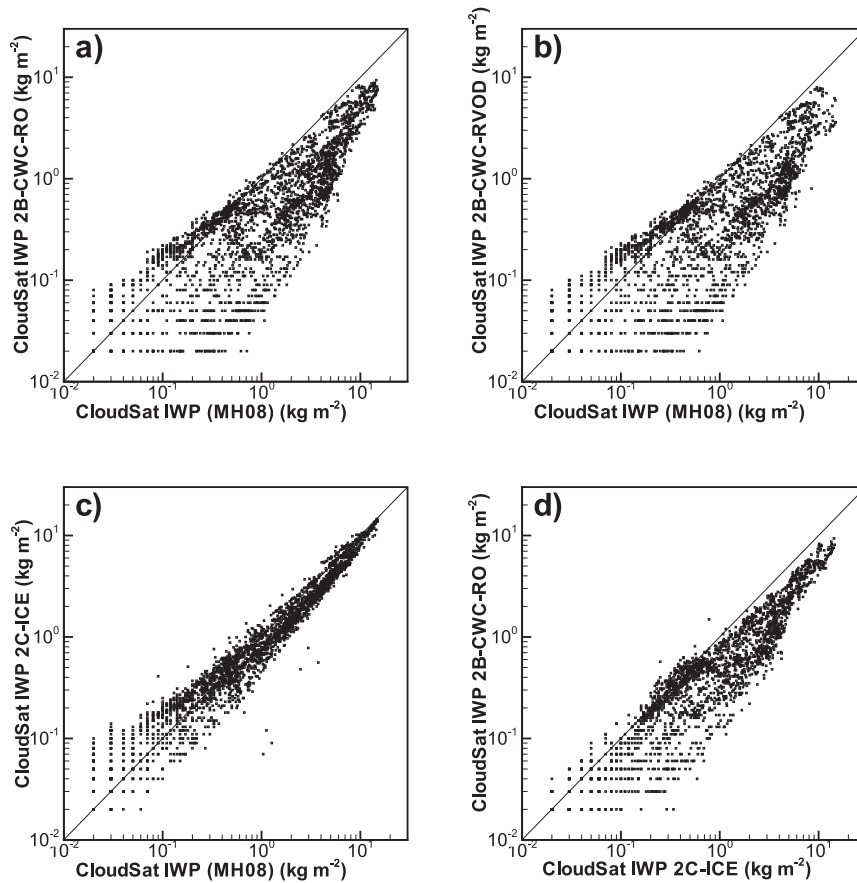 a)
CloudSat IWP 2B-CWC-RO (kg m⁻²)
10¹
10⁰
10⁻¹
10⁻²
10⁻² 10⁻¹ 10⁰ 10¹
CloudSat IWP (MH08) (kg m⁻²)
b)
CloudSat IWP 2B-CWC-RVOD (kg m⁻²)
10¹
10⁰
10⁻¹
10⁻²
10⁻² 10⁻¹ 10⁰ 10¹
CloudSat IWP (MH08) (kg m⁻²)
c)
CloudSat IWP 2C-ICE (kg m⁻²)
10¹
10⁰
10⁻¹
10⁻²
10⁻² 10⁻¹ 10⁰ 10¹
CloudSat IWP (MH08) (kg m⁻²)
d)
CloudSat IWP 2B-CWC-RO (kg m⁻²)
10¹
10⁰
10⁻¹
10⁻²
10⁻² 10⁻¹ 10⁰ 10¹
CloudSat IWP 2C-ICE (kg m⁻²)